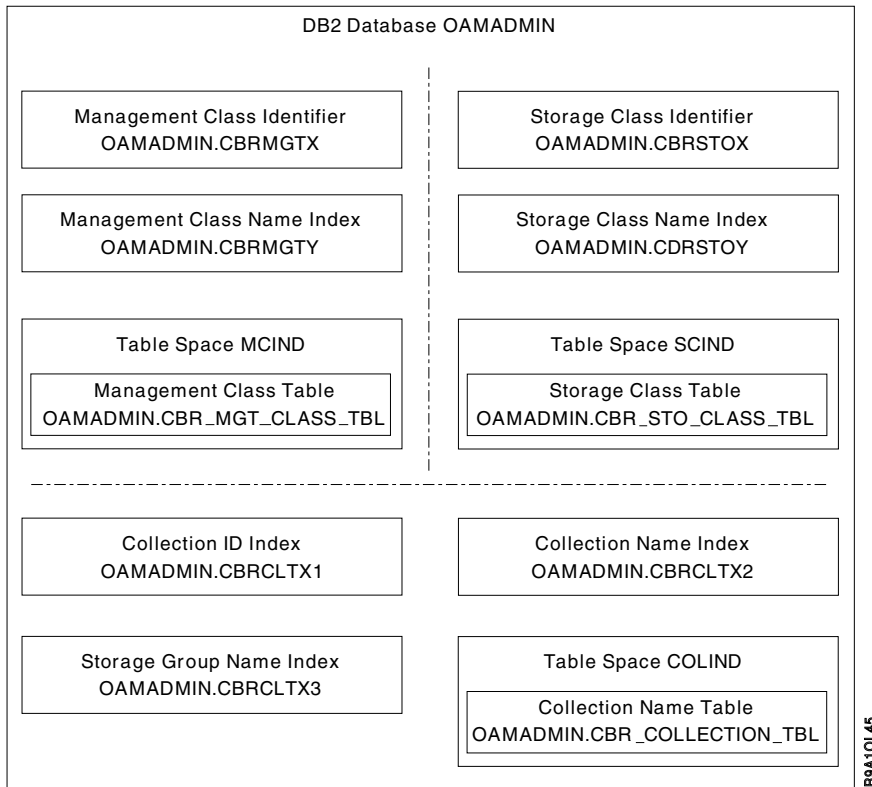 DB2 Database OAMADMIN
Management Class Identifier
OAMADMIN.CBRMGTX
Storage Class Identifier
OAMADMIN.CBRSTOX
Management Class Name Index
OAMADMIN.CBRMGTY
Storage Class Name Index
OAMADMIN.CDRSTOY
Table Space MCIND
Management Class Table
OAMADMIN.CBR_MGT_CLASS_TBL
Table Space SCIND
Storage Class Table
OAMADMIN.CBR_STO_CLASS_TBL
Collection ID Index
OAMADMIN.CBRCLTX1
Collection Name Index
OAMADMIN.CBRCLTX2
Storage Group Name Index
OAMADMIN.CBRCLTX3
Table Space COLIND
Collection Name Table
OAMADMIN.CBR_COLLECTION_TBL